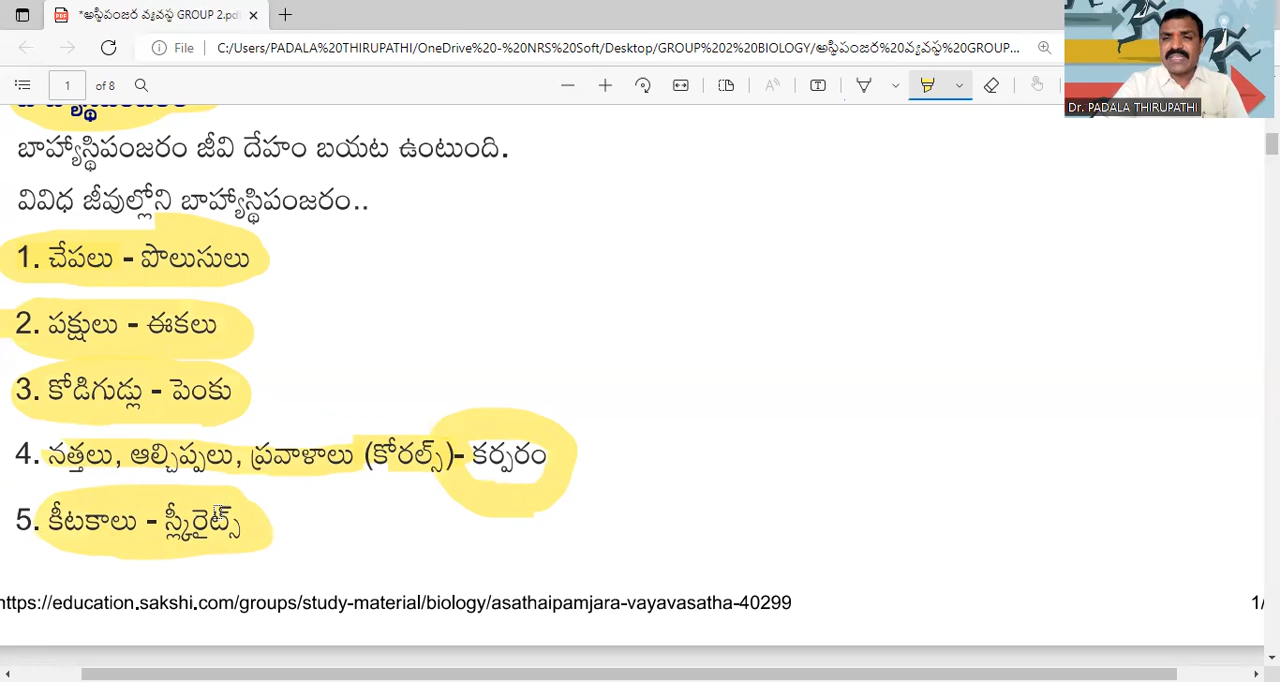 *అస్థిపంజర వ్యవస్థ GROUP 2.pdf
File C:/Users/PADALA%20THIRUPATHI/OneDrive%20-%20NRS%20Soft/Desktop/GROUP%202%20BIOLOGY/అస్థిపంజర%20వ్యవస్థ%20GROUP...
1 of 8
Dr. PADALA THIRUPATHI
బాహ్యాస్థిపంజరం జీవి దేహం బయట ఉంటుంది.
వివిధ జీవుల్లోని బాహ్యాస్థిపంజరం..
1. చేపలు - పొలుసులు
2. పక్షులు - ఈకలు
3. కోడిగుడ్లు - పెంకు
4. నత్తలు, ఆల్చిప్పలు, ప్రవాళాలు (కోరల్స్)- కర్పరం
5. కీటకాలు - స్క్లీరైట్స్
https://education.sakshi.com/groups/study-material/biology/asathaipamjara-vayavasatha-40299 1/